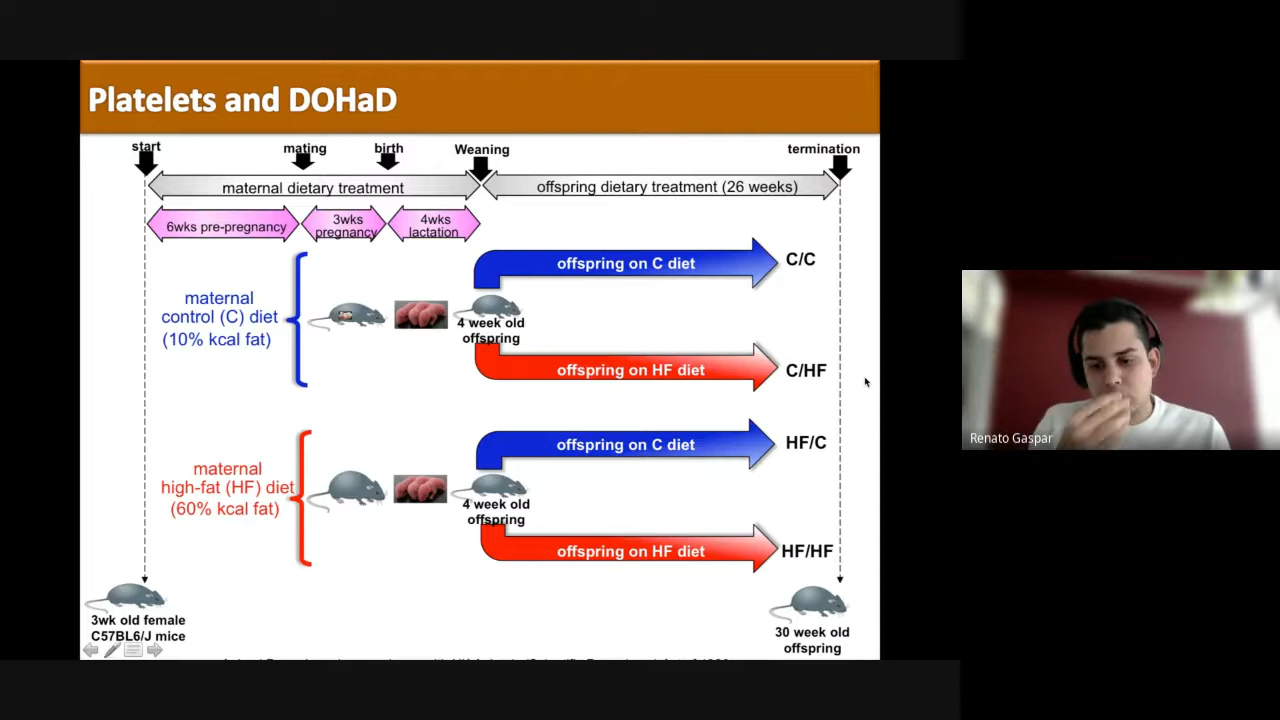 Platelets and DOHaD
start
mating
birth
Weaning
termination
maternal dietary treatment
offspring dietary treatment (26 weeks)
6wks pre-pregnancy
3wks
pregnancy
4wks
lactation
offspring on C diet
C/C
maternal
control (C) diet
(10% kcal fat)
4 week old
offspring
offspring on HF diet
C/HF
Renato Gaspar
offspring on C diet
HF/C
maternal
high-fat (HF) diet
(60% kcal fat)
4 week old
offspring
offspring on HF diet
HF/HF
3wk old female
C57BL6/J mice
30 week old
offspring